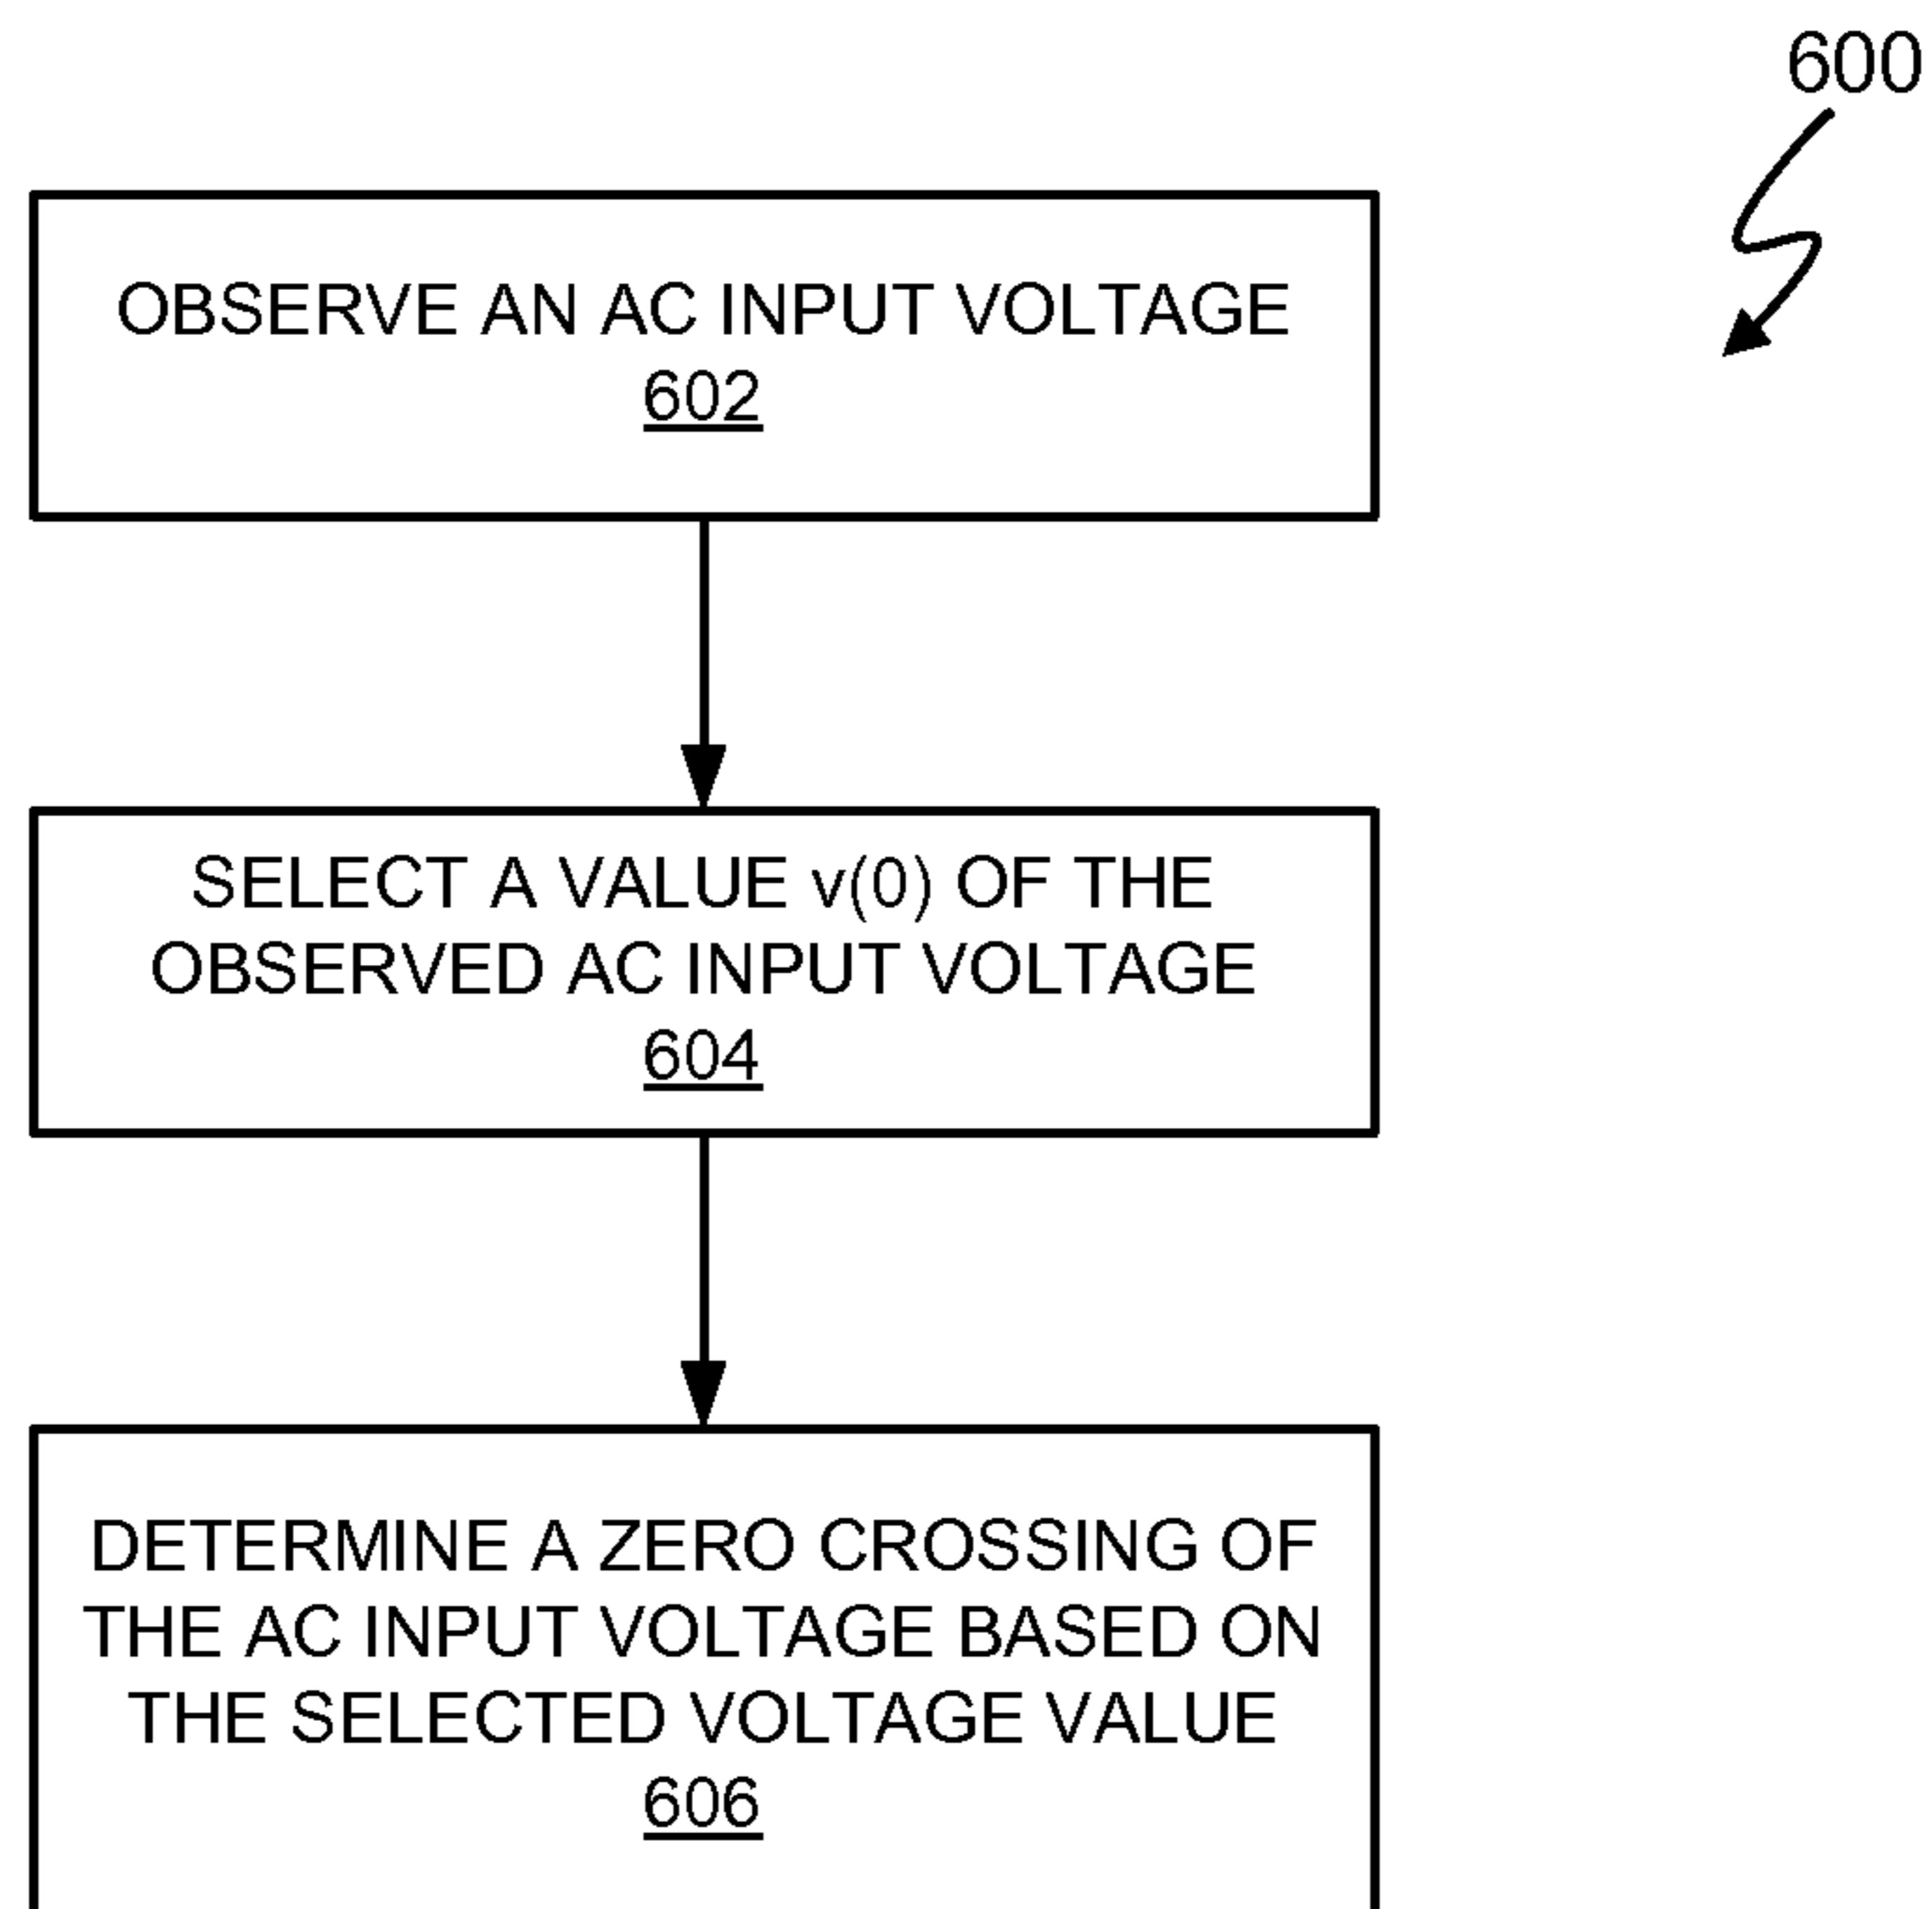 600
OBSERVE AN AC INPUT VOLTAGE
602
SELECT A VALUE v(0) OF THE
OBSERVED AC INPUT VOLTAGE
604
DETERMINE A ZERO CROSSING OF
THE AC INPUT VOLTAGE BASED ON
THE SELECTED VOLTAGE VALUE
606